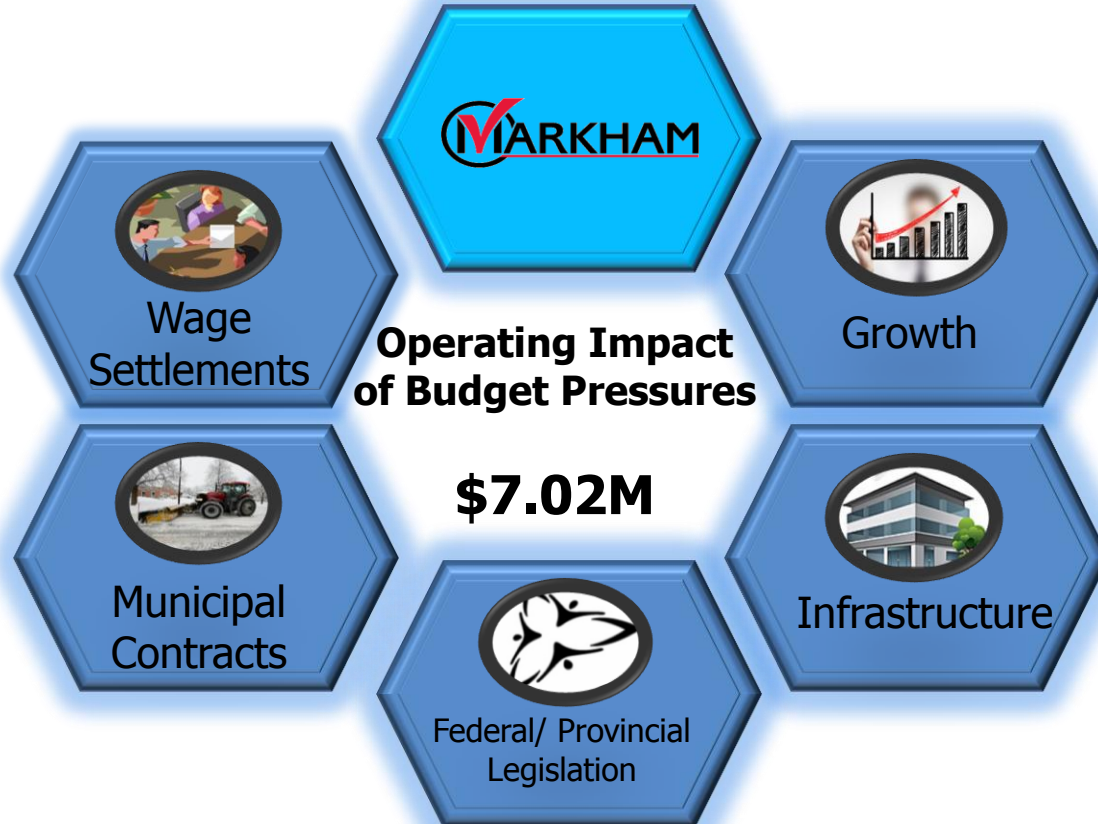 MARKHAM
Wage
Settlements
Growth
Operating Impact
of Budget Pressures
$7.02M
Municipal
Contracts
Infrastructure
Federal/ Provincial
Legislation